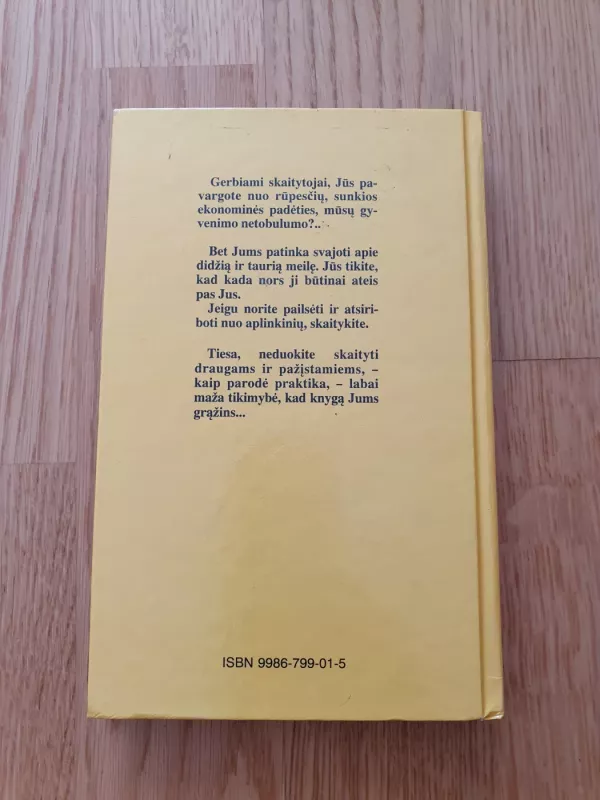 Gerbiami skaitytojai, Jūs pa-
vargote nuo rūpesčių, sunkios
ekonominės padėties, mūsų gy-
venimo netobulumo?..
Bet Jums patinka svajoti apie
didžią ir taurią meilę. Jūs tikite,
kad kada nors ji būtinai ateis
pas Jus.
Jeigu norite pailsėti ir atsiri-
boti nuo aplinkinių, skaitykite.
Tiesa, neduokite skaityti
draugams ir pažįstamiems, –
kaip parodė praktika, – labai
maža tikimybė, kad knygą Jums
grąžins...
ISBN 9986-799-01-5